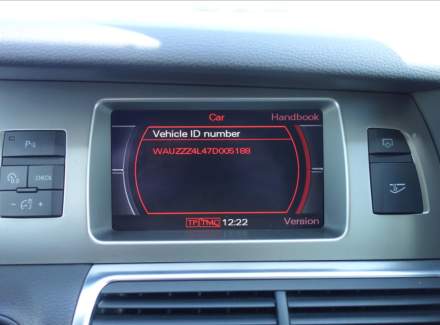 Car Handbook
Vehicle ID number
WAUZZZ4L47D005188
TP TMC 12:22 Version
CHECK